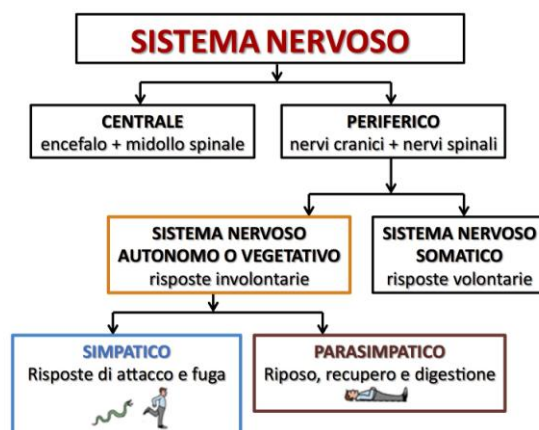 SISTEMA NERVOSO
CENTRALE
encefalo + midollo spinale
PERIFERICO
nervi cranici + nervi spinali
SISTEMA NERVOSO
AUTONOMO O VEGETATIVO
risposte involontarie
SISTEMA NERVOSO
SOMATICO
risposte volontarie
SIMPATICO
Risposte di attacco e fuga
PARASIMPATICO
Riposo, recupero e digestione